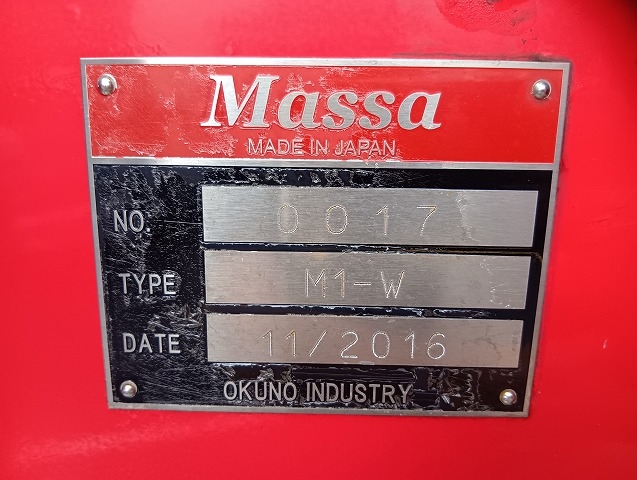 Massa
MADE IN JAPAN
NO. 0017
TYPE M1-W
DATE 11/2016
OKUNO INDUSTRY